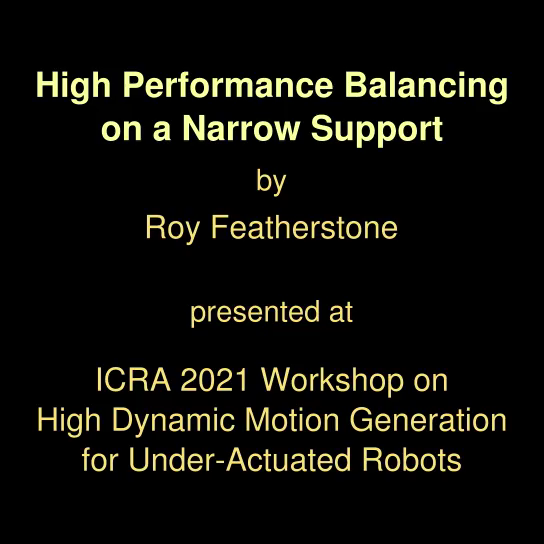 High Performance Balancing
on a Narrow Support
by
Roy Featherstone
presented at
ICRA 2021 Workshop on
High Dynamic Motion Generation
for Under-Actuated Robots